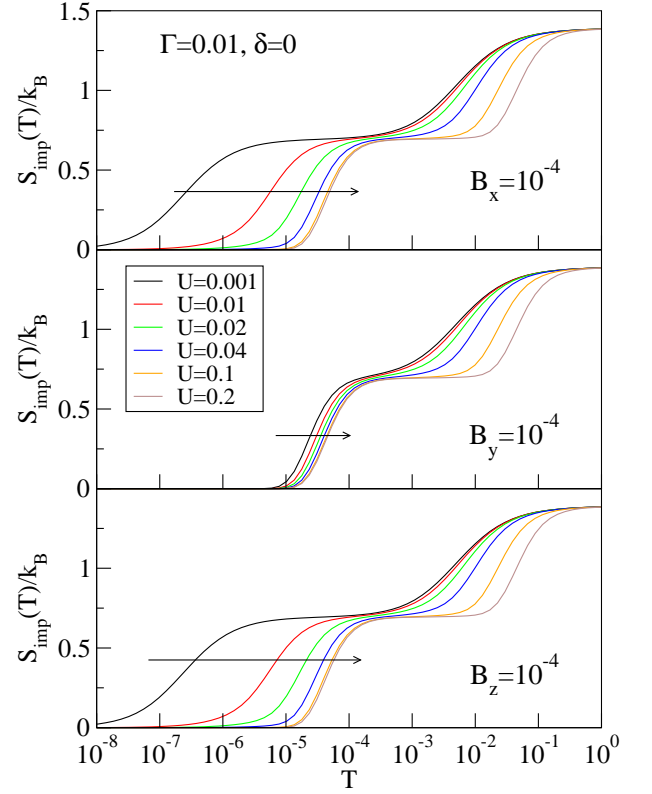 Γ=0.01, δ=0
S_imp(T)/k_B
1.5
1
0.5
0
B_x=10^-4
S_imp(T)/k_B
1
0.5
0
U=0.001
U=0.01
U=0.02
U=0.04
U=0.1
U=0.2
B_y=10^-4
S_imp(T)/k_B
1
0.5
0
B_z=10^-4
10^-8 10^-7 10^-6 10^-5 10^-4 10^-3 10^-2 10^-1 10^0
T